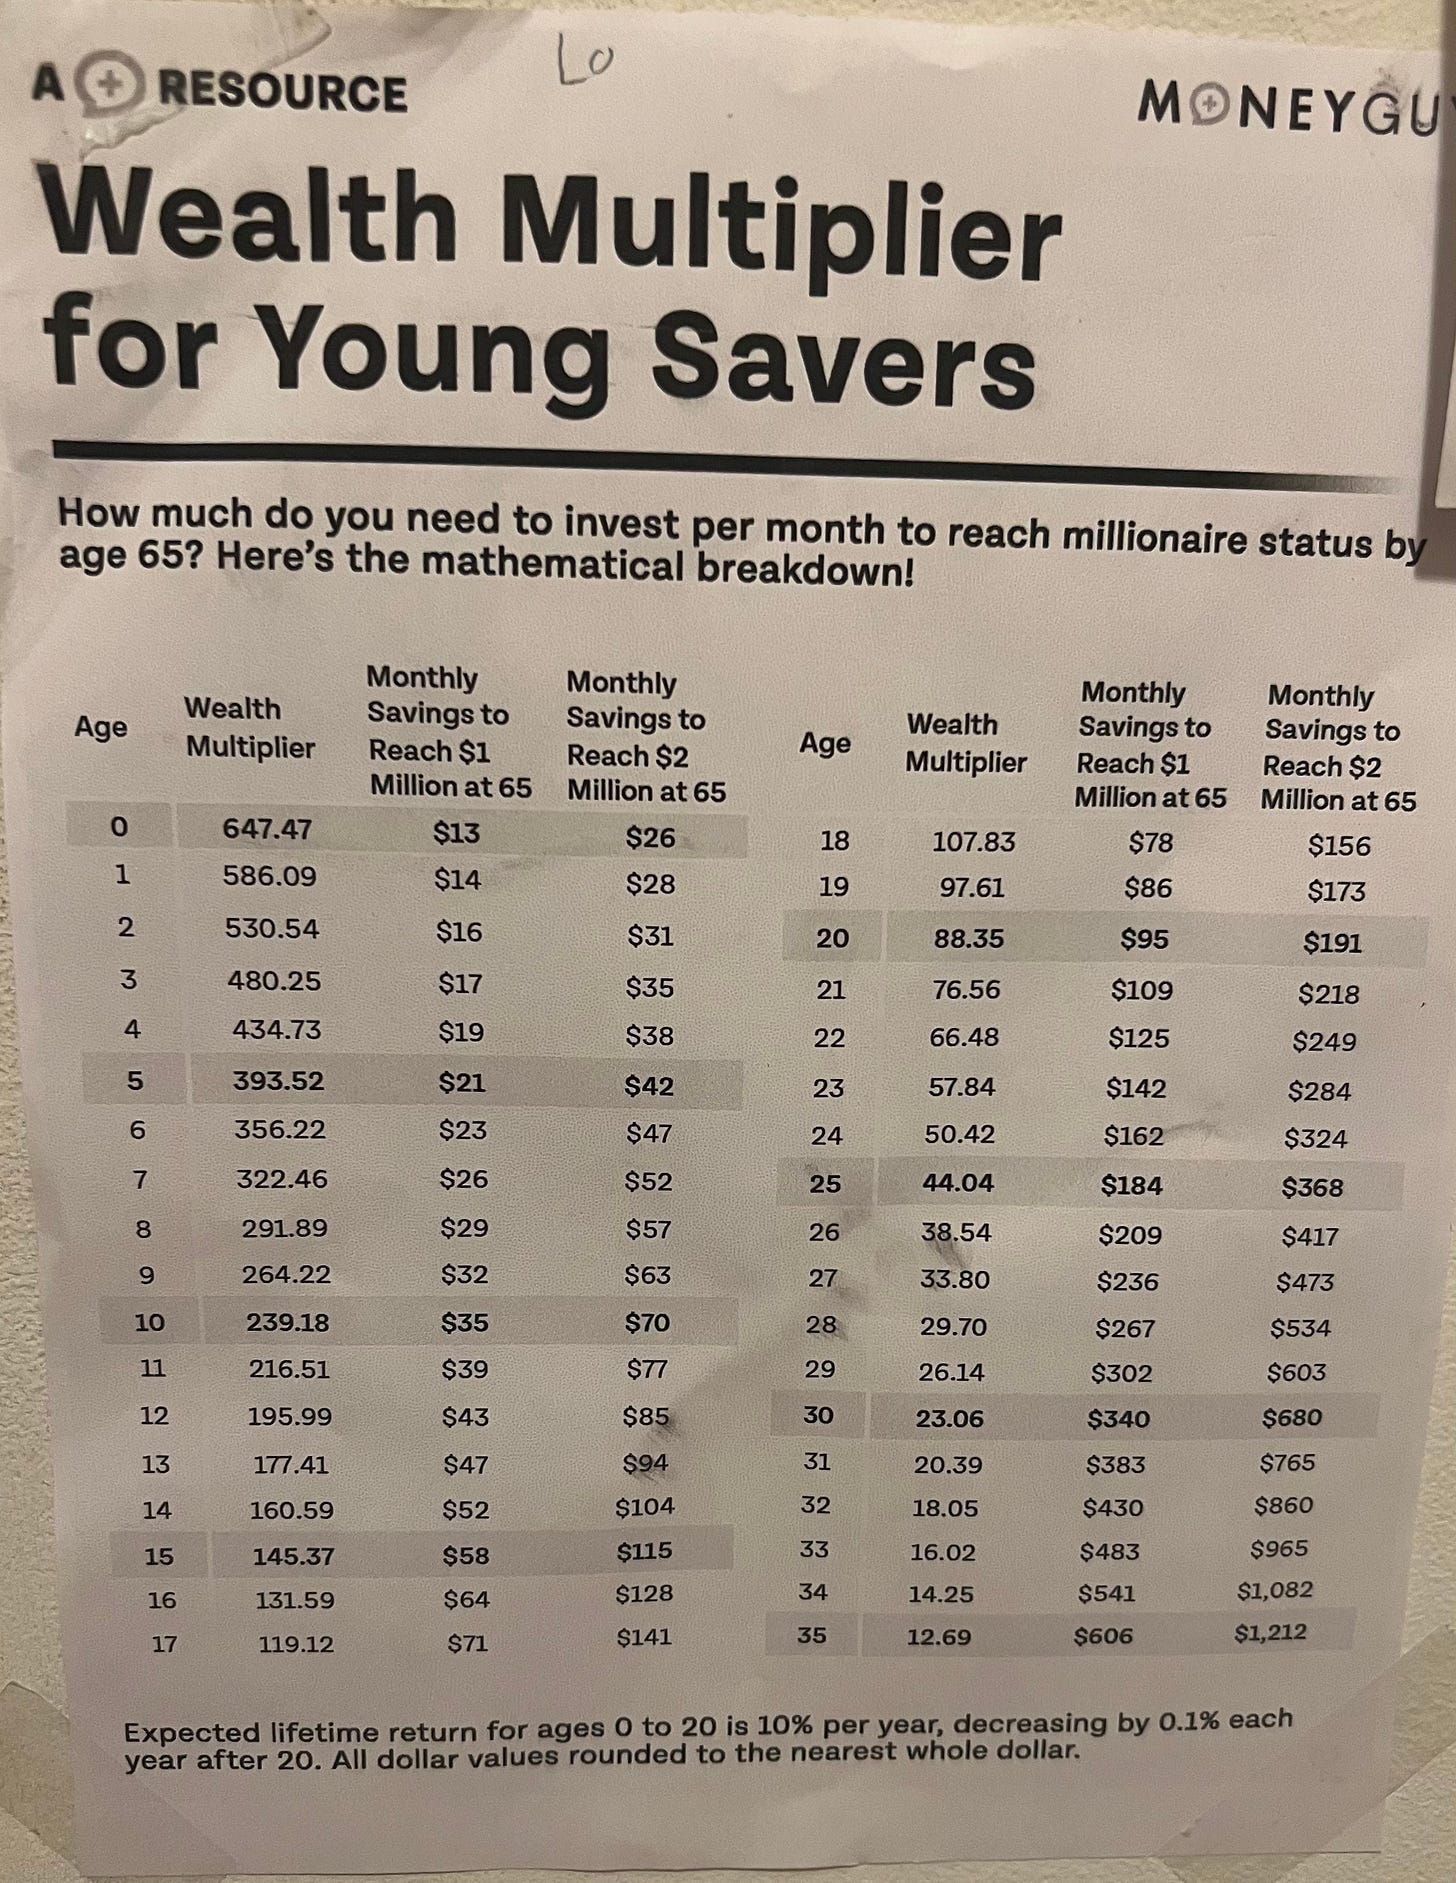 A RESOURCE
Lo
MONEYGU
Wealth Multiplier
for Young Savers
How much do you need to invest per month to reach millionaire status by
age 65? Here's the mathematical breakdown!
Age Wealth Multiplier Monthly Savings to Reach $1 Million at 65 Monthly Savings to Reach $2 Million at 65
0 647.47 $13 $26
1 586.09 $14 $28
2 530.54 $16 $31
3 480.25 $17 $35
4 434.73 $19 $38
5 393.52 $21 $42
6 356.22 $23 $47
7 322.46 $26 $52
8 291.89 $29 $57
9 264.22 $32 $63
10 239.18 $35 $70
11 216.51 $39 $77
12 195.99 $43 $85
13 177.41 $47 $94
14 160.59 $52 $104
15 145.37 $58 $115
16 131.59 $64 $128
17 119.12 $71 $141
Age Wealth Multiplier Monthly Savings to Reach $1 Million at 65 Monthly Savings to Reach $2 Million at 65
18 107.83 $78 $156
19 97.61 $86 $173
20 88.35 $95 $191
21 76.56 $109 $218
22 66.48 $125 $249
23 57.84 $142 $284
24 50.42 $162 $324
25 44.04 $184 $368
26 38.54 $209 $417
27 33.80 $236 $473
28 29.70 $267 $534
29 26.14 $302 $603
30 23.06 $340 $680
31 20.39 $383 $765
32 18.05 $430 $860
33 16.02 $483 $965
34 14.25 $541 $1,082
35 12.69 $606 $1,212
Expected lifetime return for ages 0 to 20 is 10% per year, decreasing by 0.1% each
year after 20. All dollar values rounded to the nearest whole dollar.